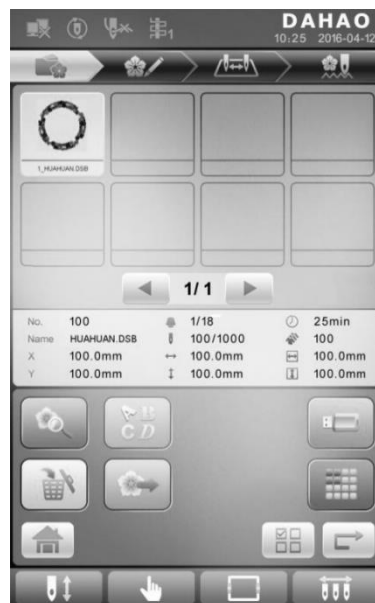 DAHAO
1
10:25 2016-04-12
1_HUAHUAN.DSB
1/1
No. 100 1/18 25min
Name HUAHUAN.DSB 100/1000 100
X 100.0mm 100.0mm 100.0mm
Y 100.0mm 100.0mm 100.0mm
A B
C D